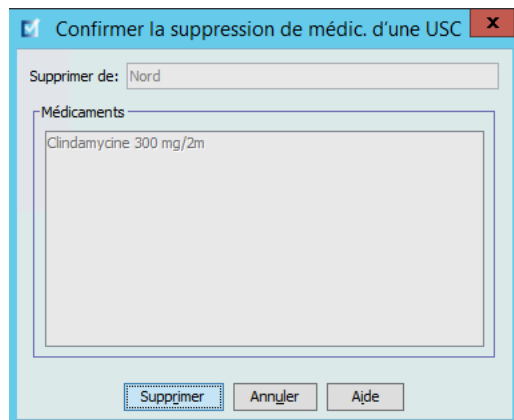 Confirmer la suppression de médic. d'une USC
Supprimer de: Nord
Médicaments
Clindamycine 300 mg/2m
Supprimer Annuler Aide